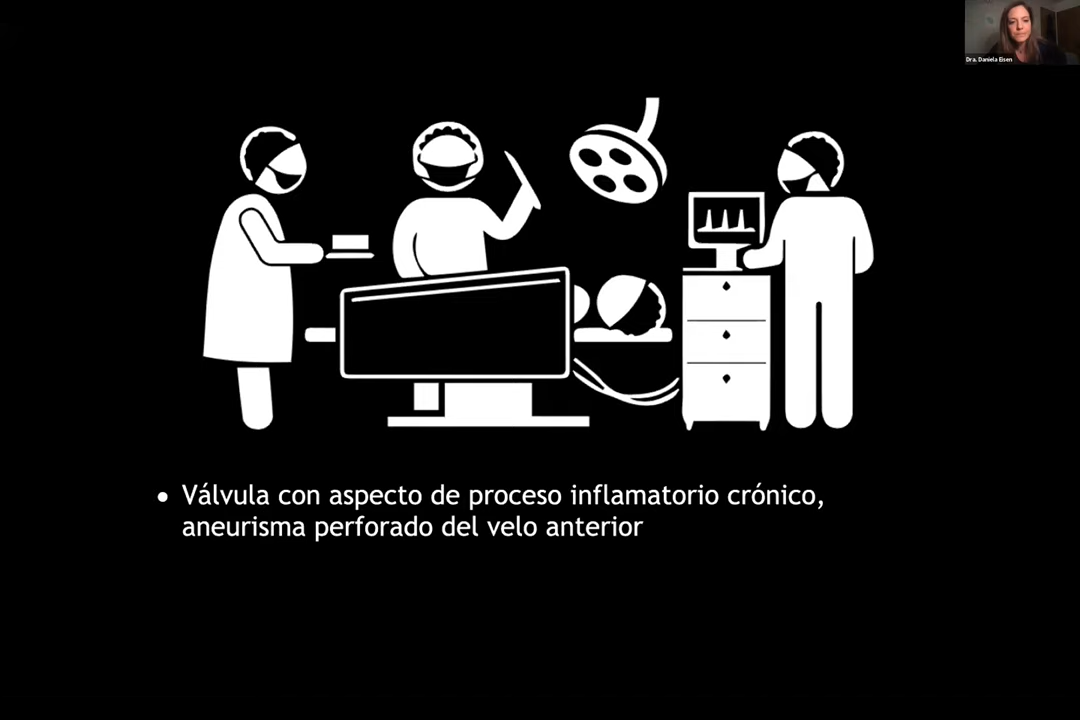 Dra. Daniela Eisen
• Válvula con aspecto de proceso inflamatorio crónico,
aneurisma perforado del velo anterior